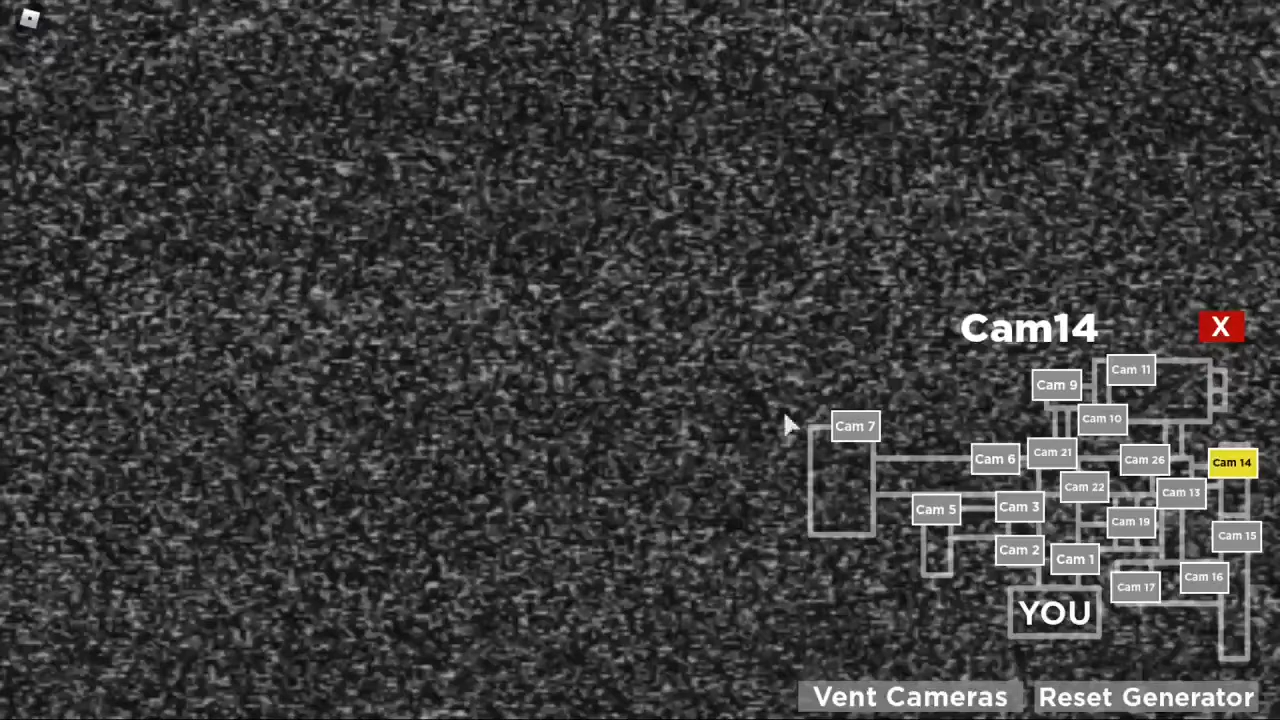 Cam14
X
Cam 11
Cam 9
Cam 10
Cam 7
Cam 21
Cam 6
Cam 26
Cam 14
Cam 22
Cam 13
Cam 5
Cam 3
Cam 19
Cam 15
Cam 2
Cam 1
Cam 16
Cam 17
YOU
Vent Cameras
Reset Generator